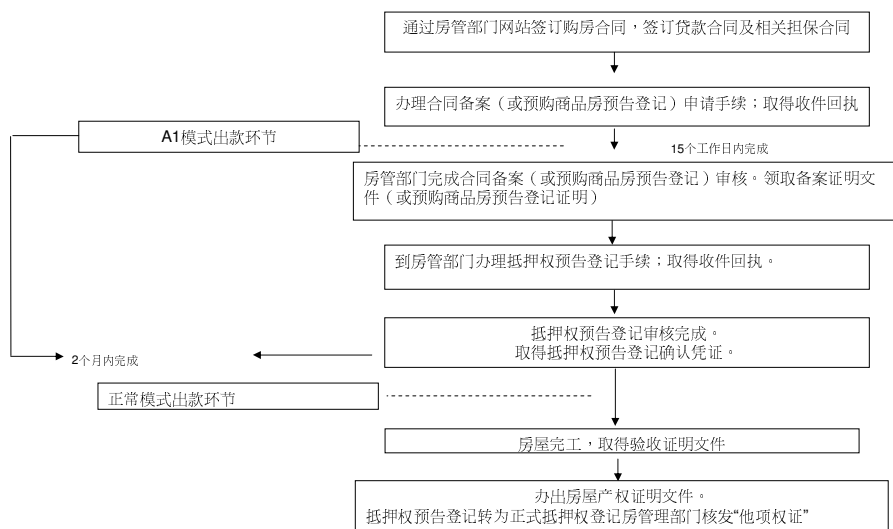 通过房管部门网站签订购房合同，签订贷款合同及相关担保合同
办理合同备案（或预购商品房预告登记）申请手续；取得收件回执
A1模式出款环节
15个工作日内完成
房管部门完成合同备案（或预购商品房预告登记）审核。领取备案证明文
件（或预购商品房预告登记证明）
到房管部门办理抵押权预告登记手续；取得收件回执。
抵押权预告登记审核完成。
取得抵押权预告登记确认凭证。
2个月内完成
正常模式出款环节
房屋完工，取得验收证明文件
办出房屋产权证明文件。
抵押权预告登记转为正式抵押权登记房管理部门核发“他项权证”